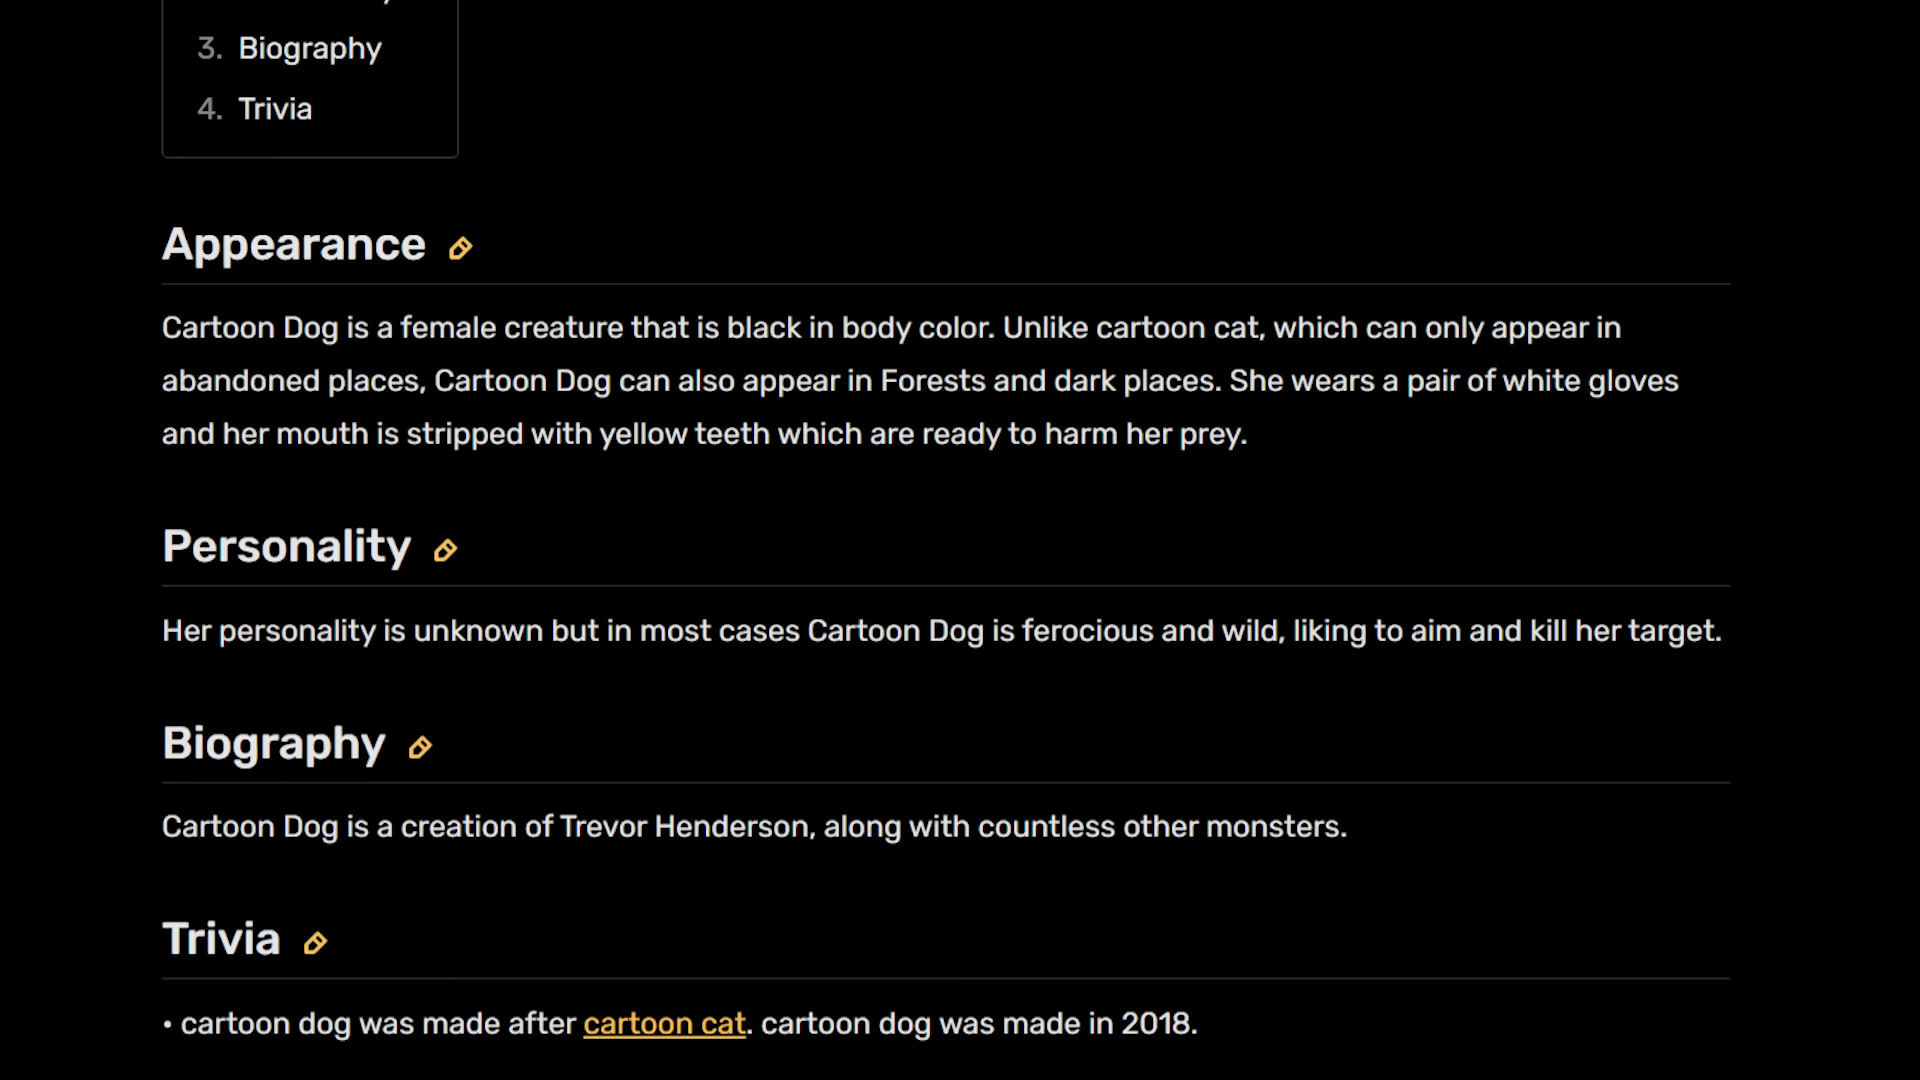 3. Biography
4. Trivia
Appearance
Cartoon Dog is a female creature that is black in body color. Unlike cartoon cat, which can only appear in
abandoned places, Cartoon Dog can also appear in Forests and dark places. She wears a pair of white gloves
and her mouth is stripped with yellow teeth which are ready to harm her prey.
Personality
Her personality is unknown but in most cases Cartoon Dog is ferocious and wild, liking to aim and kill her target.
Biography
Cartoon Dog is a creation of Trevor Henderson, along with countless other monsters.
Trivia
• cartoon dog was made after cartoon cat. cartoon dog was made in 2018.